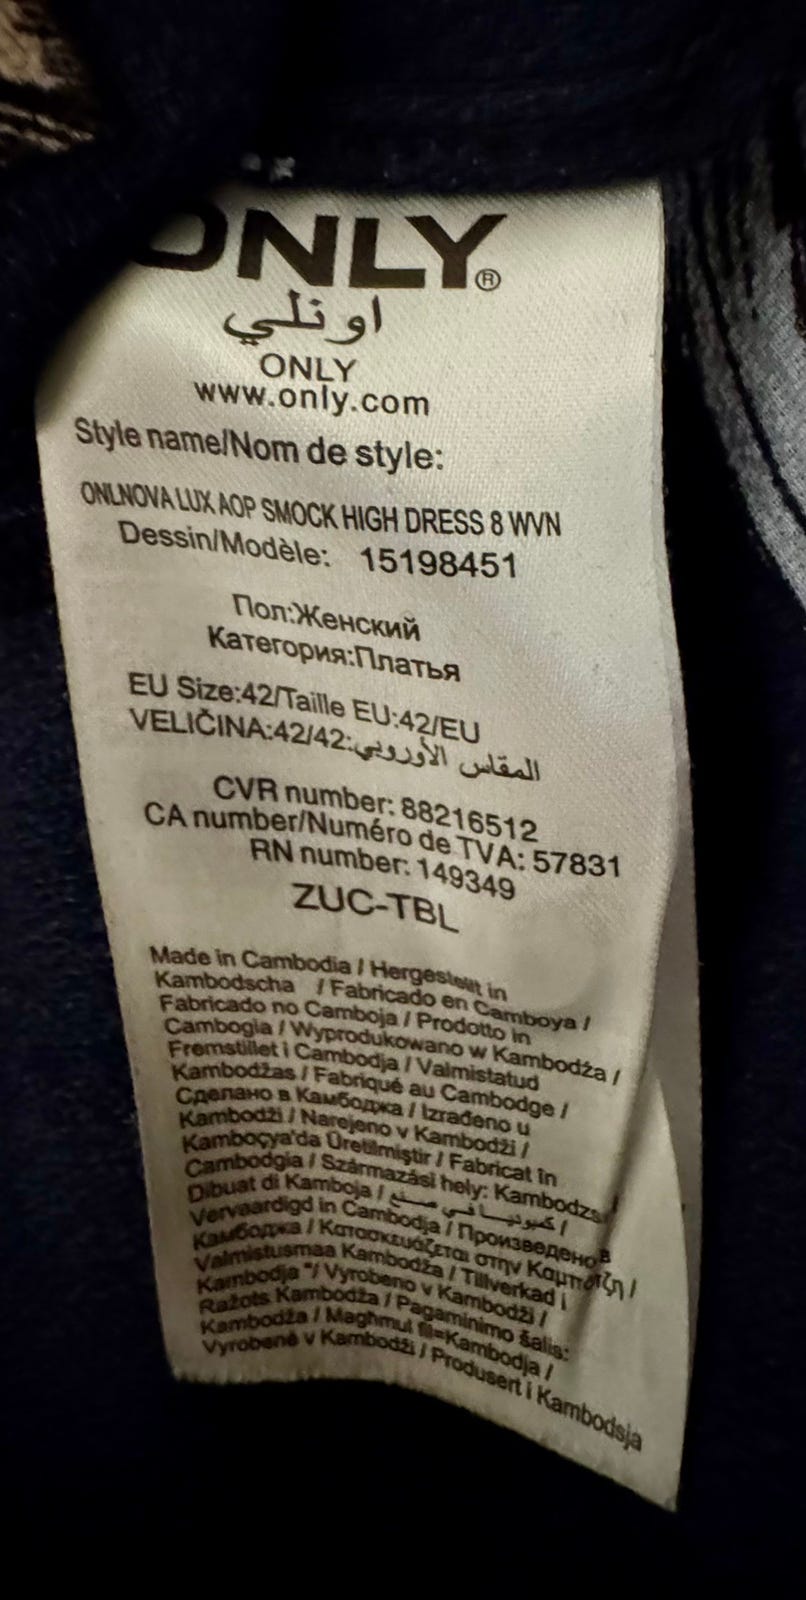 ONLY®
اونلي
ONLY
www.only.com
Style name/Nom de style:
ONLNOVA LUX AOP SMOCK HIGH DRESS 8 WVN
Dessin/Modèle: 15198451
Пол:Женский
Категория:Платья
EU Size:42/Taille EU:42/EU
VELIČINA:42/42:المقاس الأوروبي
CVR number: 88216512
CA number/Numéro de TVA: 57831
RN number: 149349
ZUC-TBL
Made in Cambodia / Hergestellt in
Kambodscha / Fabricado en Camboya /
Fabricado no Camboja / Prodotto in
Cambogia / Wyprodukowano w Kambodża /
Fremstillet i Cambodja / Valmistatud
Kambodžas / Fabriqué au Cambodge /
Сделано в Камбоджа / Izrađeno u
Kambodži / Narejeno v Kambodži /
Kamboçya'da Üretilmiştir / Fabricat în
Cambodgia / Származási hely: Kambodzsa /
Dibuat di Kamboja / كمبوديا في صنع /
Vervaardigd in Cambodja / Произведено в
Камбоджа / Κατασκευάζεται στην Καμπότζη /
Valmistusmaa Kambodža / Tillverkad i
Kambodja "/ Vyrobeno v Kambodži /
Ražots Kambodža / Pagaminimo šalis:
Kambodža / Maghmul fil=Kambodja /
Vyrobené v Kambodži / Produsert i Kambodsja